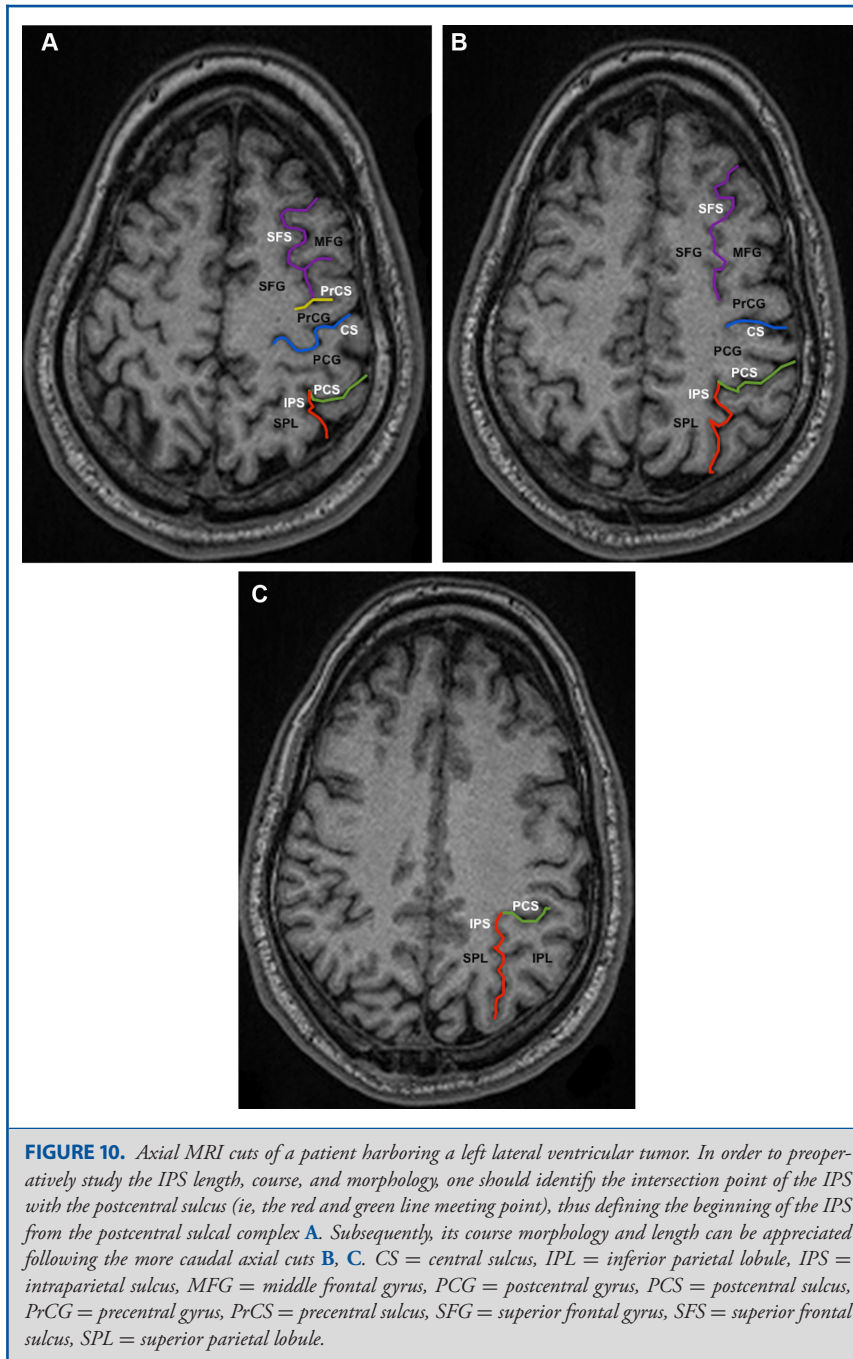 A
SFS
MFG
SFG
PrCS
PrCG
CS
PCG
PCS
IPS
SPL
B
SFS
SFG
MFG
PrCG
CS
PCG
PCS
IPS
SPL
C
PCS
IPS
SPL
IPL
FIGURE 10. Axial MRI cuts of a patient harboring a left lateral ventricular tumor. In order to preoper-
atively study the IPS length, course, and morphology, one should identify the intersection point of the IPS
with the postcentral sulcus (ie, the red and green line meeting point), thus defining the beginning of the IPS
from the postcentral sulcal complex A. Subsequently, its course morphology and length can be appreciated
following the more caudal axial cuts B, C. CS = central sulcus, IPL = inferior parietal lobule, IPS =
intraparietal sulcus, MFG = middle frontal gyrus, PCG = postcentral gyrus, PCS = postcentral sulcus,
PrCG = precentral gyrus, PrCS = precentral sulcus, SFG = superior frontal gyrus, SFS = superior frontal
sulcus, SPL = superior parietal lobule.